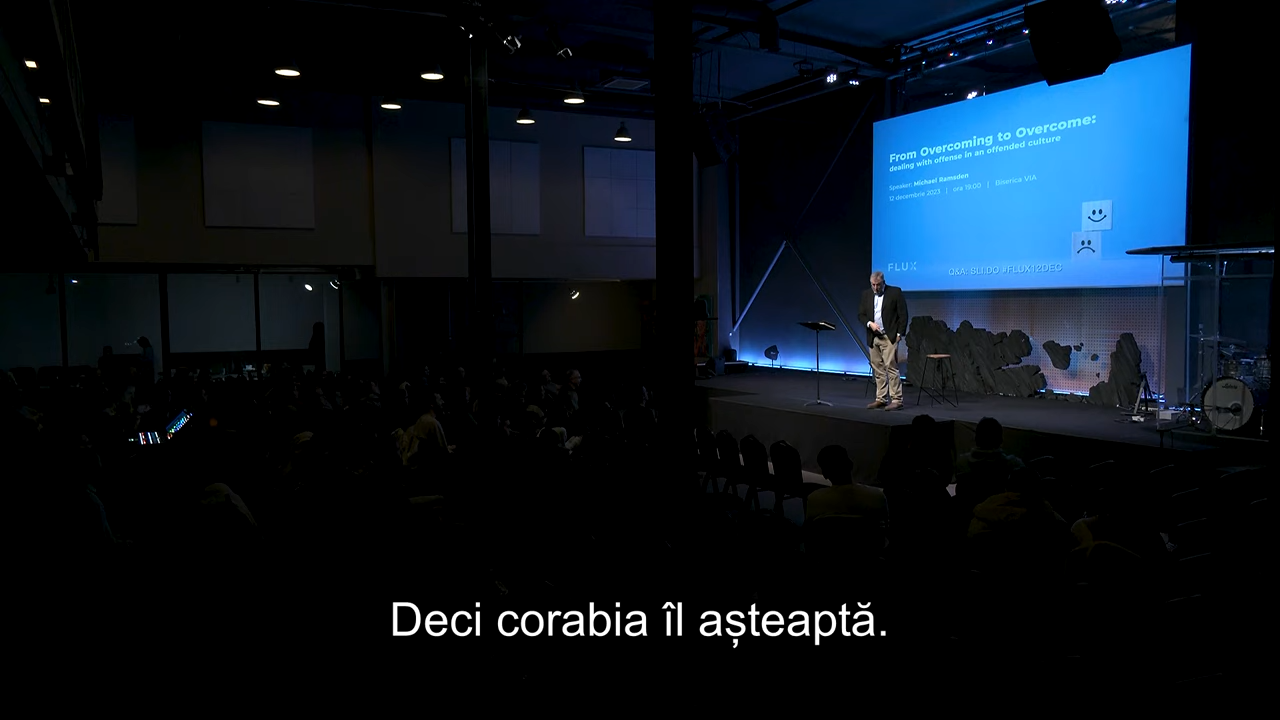 From Overcoming to Overcome:
dealing with offense in an offended culture
Speaker: Michael Ramsden
12 decembrie 2023 | ora 19:00 | Biserica VIA
FLUX
Q&A: SLI.DO #FLUX12DEC
Deci corabia îl așteaptă.